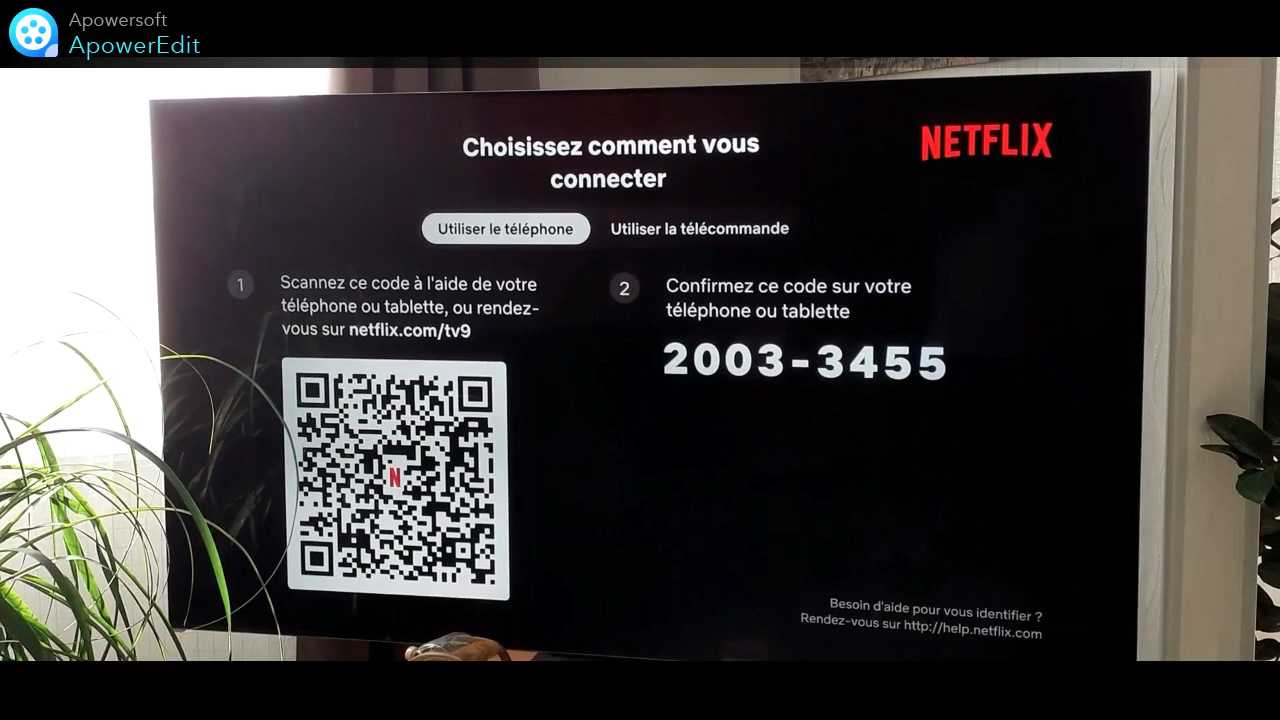 Apowersoft
ApowerEdit
Choisissez comment vous
connecter
NETFLIX
Utiliser le téléphone
Utiliser la télécommande
1
Scannez ce code à l'aide de votre
téléphone ou tablette, ou rendez-
vous sur netflix.com/tv9
N
2
Confirmez ce code sur votre
téléphone ou tablette
2003-3455
Besoin d'aide pour vous identifier ?
Rendez-vous sur http://help.netflix.com